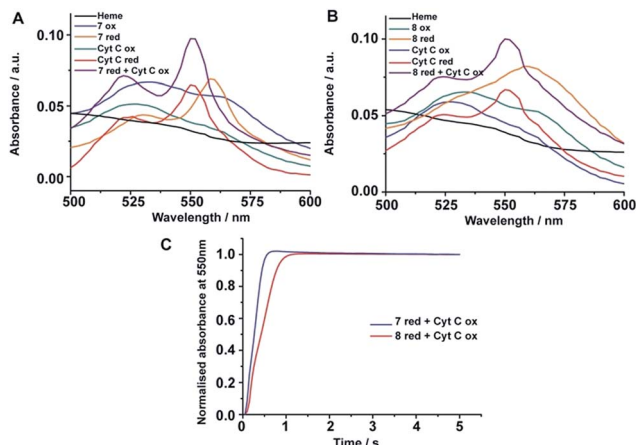 A
Heme
7 ox
7 red
Cyt C ox
Cyt C red
7 red + Cyt C ox
0.10
0.05
0.00
Absorbance / a.u.
500
525
550
575
600
Wavelength / nm
B
Heme
8 ox
8 red
Cyt C ox
Cyt C red
8 red + Cyt C ox
0.10
0.05
0.00
Absorbance / a.u.
500
525
550
575
600
Wavelength / nm
C
1.0
0.8
0.6
0.4
0.2
0.0
Normalised absorbance at 550nm
7 red + Cyt C ox
8 red + Cyt C ox
0
1
2
3
4
5
Time / s